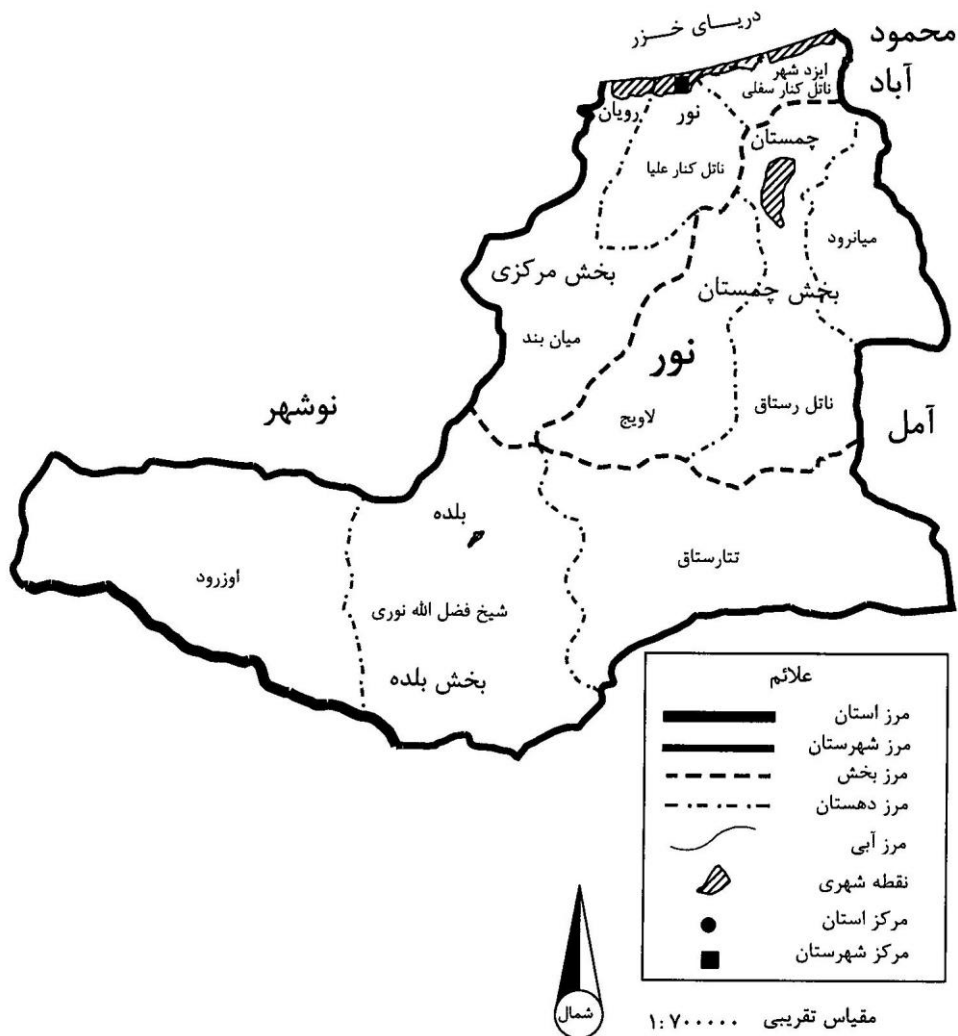 دریـــای خـــزر
محمود
آباد
ایزد شهر
ناتل کنار سفلی
رویان
نور
چمستان
ناتل کنار علیا
میانرود
بخش مرکزی
بخش چمستان
میان بند
نور
نوشهر
لاویج
ناتل رستاق
آمل
بلده
تتارستاق
اوزرود
شیخ فضل الله نوری
بخش بلده
علائم
مرز استان
مرز شهرستان
مرز بخش
مرز دهستان
مرز آبی
نقطه شهری
مرکز استان
مرکز شهرستان
شمال
مقیاس تقریبی ۱:۷۰۰۰۰۰